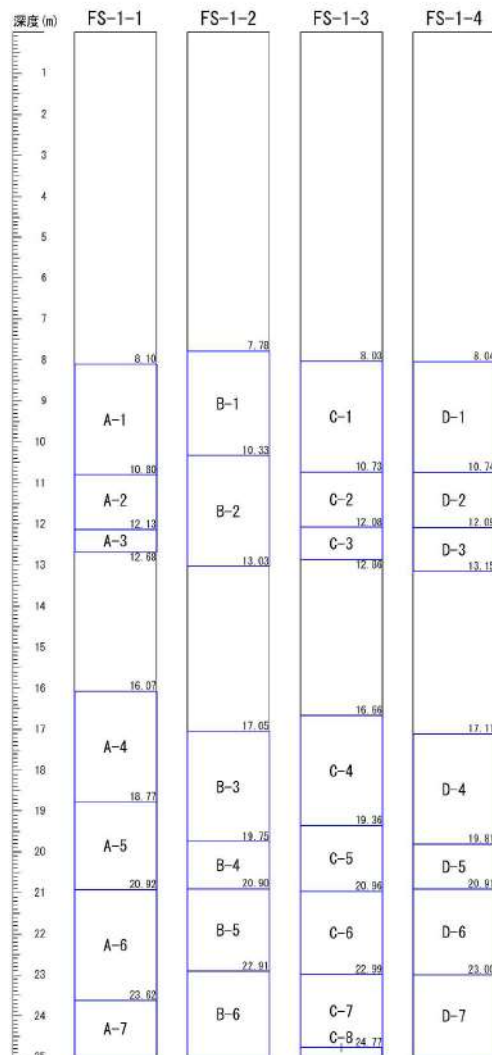 深度(m) FS-1-1 FS-1-2 FS-1-3 FS-1-4
1
2
3
4
5
6
7
7.78
8 8.10 8.03 8.04
9
B-1
A-1 C-1 D-1
10
10.33
11 10.80 10.73 10.74
A-2 C-2 D-2
B-2
12 12.13 12.08 12.09
A-3 C-3 D-3
13 12.68 13.03 12.86 13.15
14
15
16 16.07
16.66
17 17.05 17.11
A-4 C-4
18
B-3 D-4
19 18.77
19.36
20 19.75 19.81
A-5 B-4 C-5 D-5
21 20.92 20.90 20.96 20.91
22 B-5 C-6 D-6
A-6
23 22.91 22.99 23.00
23.62
24 B-6 C-7 D-7
A-7
C-8 24.77
25